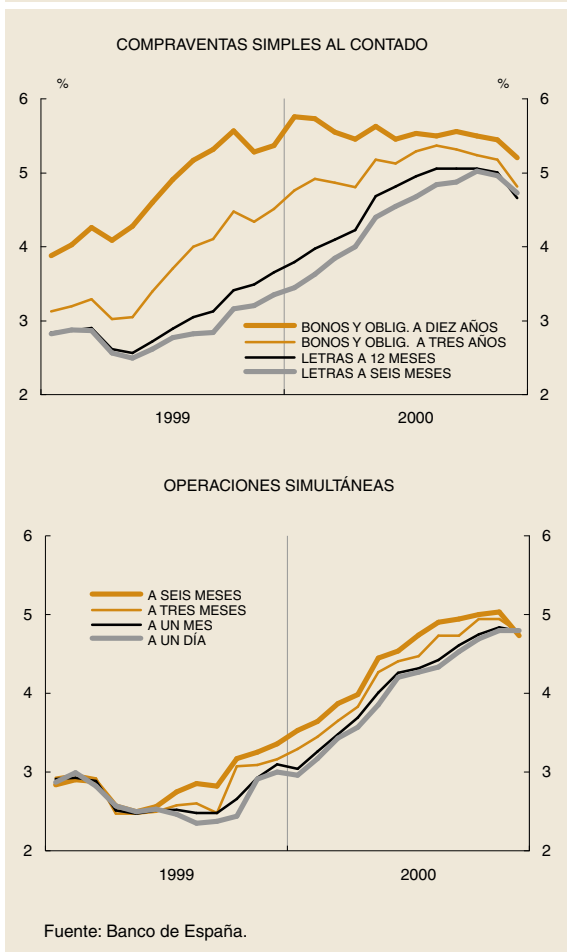 COMPRAVENTAS SIMPLES AL CONTADO
% %
6 6
5 5
4 4
3 3
2 2
BONOS Y OBLIG. A DIEZ AÑOS
BONOS Y OBLIG. A TRES AÑOS
LETRAS A 12 MESES
LETRAS A SEIS MESES
1999 2000
OPERACIONES SIMULTÁNEAS
6 6
5 5
4 4
3 3
2 2
A SEIS MESES
A TRES MESES
A UN MES
A UN DÍA
1999 2000
Fuente: Banco de España.